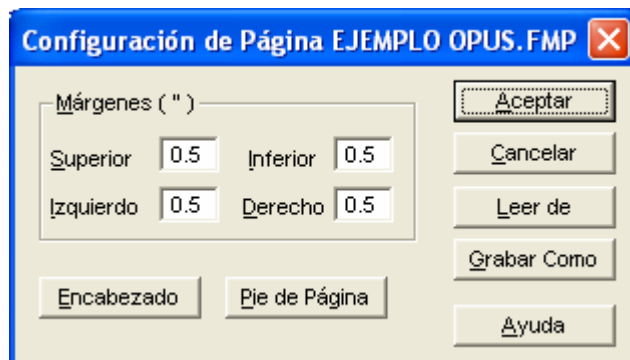 Configuración de Página EJEMPLO OPUS.FMP
Márgenes ( " )
Superior 0.5 Inferior 0.5
Izquierdo 0.5 Derecho 0.5
Encabezado Pie de Página
Aceptar
Cancelar
Leer de
Grabar Como
Ayuda